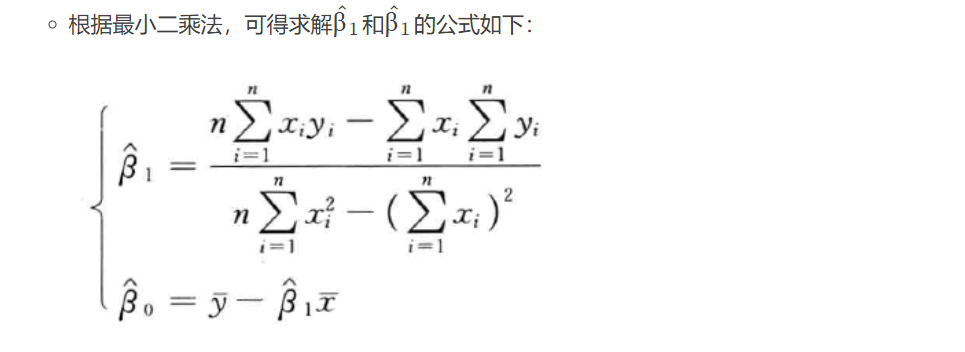 根据最小二乘法，可得求解β̂₁和β̂₁的公式如下：
β̂₁ = (n∑ᵢ₌₁ⁿ xᵢyᵢ − ∑ᵢ₌₁ⁿ xᵢ ∑ᵢ₌₁ⁿ yᵢ) / (n∑ᵢ₌₁ⁿ xᵢ² − (∑ᵢ₌₁ⁿ xᵢ)²)
β̂₀ = ȳ − β̂₁x̄